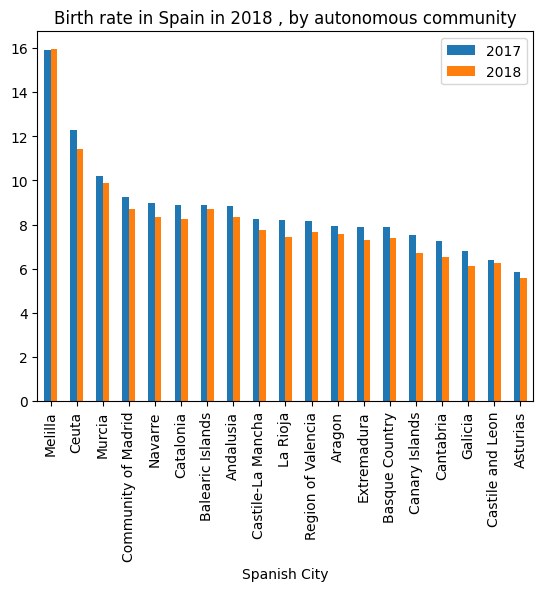 Birth rate in Spain in 2018 , by autonomous community
2017
2018
16
14
12
10
8
6
4
2
0
Melilla
Ceuta
Murcia
Community of Madrid
Navarre
Catalonia
Balearic Islands
Andalusia
Castile-La Mancha
La Rioja
Region of Valencia
Aragon
Extremadura
Basque Country
Canary Islands
Cantabria
Galicia
Castile and Leon
Asturias
Spanish City